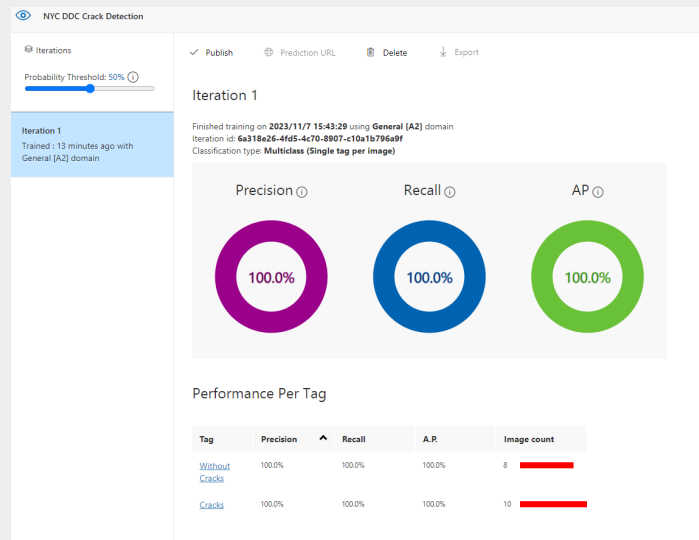 NYC DDC Crack Detection
Iterations
Probability Threshold: 50%
Iteration 1
Trained : 13 minutes ago with
General [A2] domain
Publish
Prediction URL
Delete
Export
Iteration 1
Finished training on 2023/11/7 15:43:29 using General [A2] domain
Iteration id: 6a318e26-4fd5-4c70-8907-c10a1b796a9f
Classification type: Multiclass (Single tag per image)
Precision Recall AP
100.0% 100.0% 100.0%
Performance Per Tag
Tag Precision Recall A.P. Image count
Without
Cracks 100.0% 100.0% 100.0% 8
Cracks 100.0% 100.0% 100.0% 10